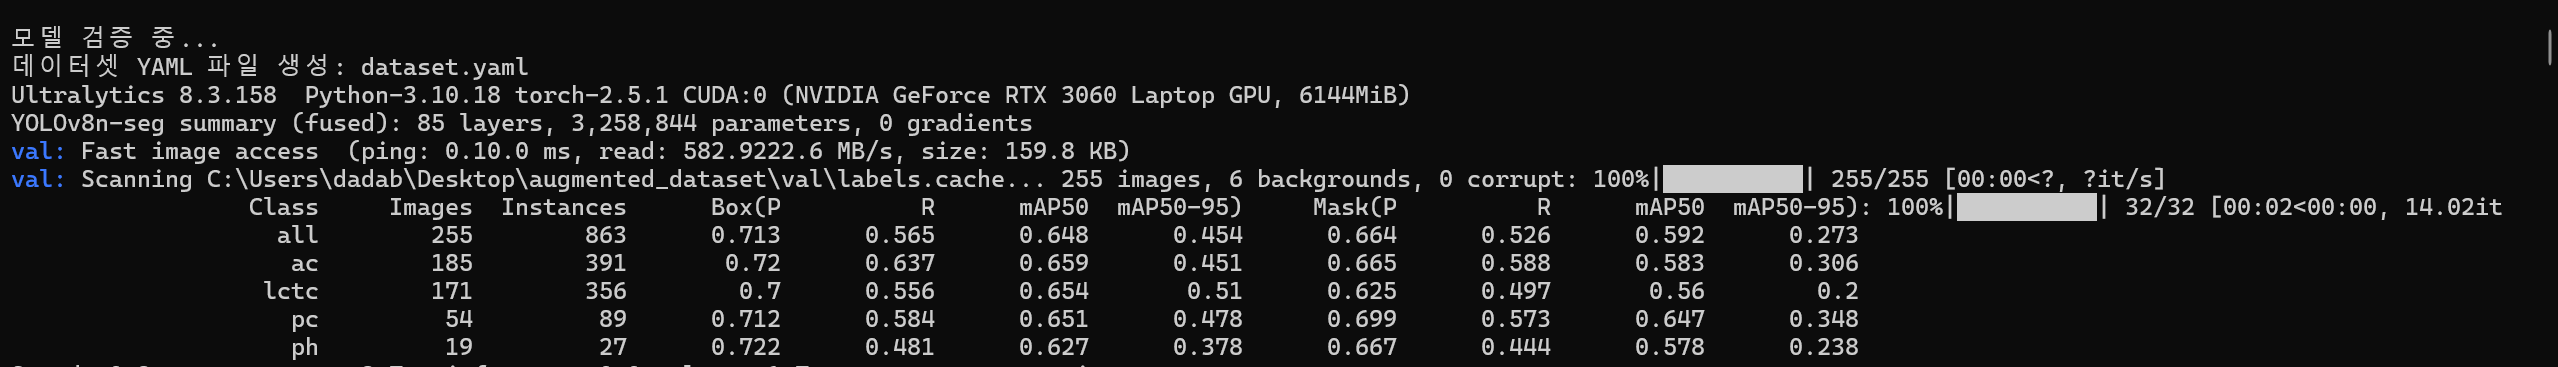 모델 검증 중...
데이터셋 YAML 파일 생성: dataset.yaml
Ultralytics 8.3.158  Python-3.10.18 torch-2.5.1 CUDA:0 (NVIDIA GeForce RTX 3060 Laptop GPU, 6144MiB)
YOLOv8n-seg summary (fused): 85 layers, 3,258,844 parameters, 0 gradients
val: Fast image access  (ping: 0.10.0 ms, read: 582.9222.6 MB/s, size: 159.8 KB)
val: Scanning C:\Users\dadab\Desktop\augmented_dataset\val\labels.cache... 255 images, 6 backgrounds, 0 corrupt: 100%|██████████| 255/255 [00:00<?, ?it/s]
Class Images Instances Box(P R mAP50 mAP50-95) Mask(P R mAP50 mAP50-95): 100%|██████████| 32/32 [00:02<00:00, 14.02it
all 255 863 0.713 0.565 0.648 0.454 0.664 0.526 0.592 0.273
ac 185 391 0.72 0.637 0.659 0.451 0.665 0.588 0.583 0.306
lctc 171 356 0.7 0.556 0.654 0.51 0.625 0.497 0.56 0.2
pc 54 89 0.712 0.584 0.651 0.478 0.699 0.573 0.647 0.348
ph 19 27 0.722 0.481 0.627 0.378 0.667 0.444 0.578 0.238